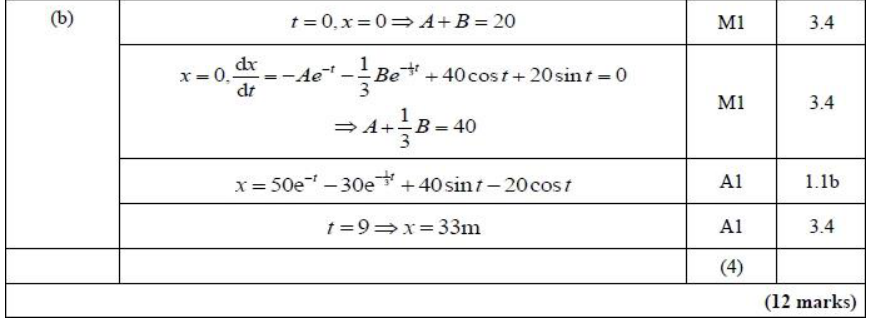 (b) t = 0, x = 0 ⇒ A + B = 20 M1 3.4
x = 0, dx/dt = −Ae^{−t} − 1/3 Be^{−1/3 t} + 40 cos t + 20 sin t = 0
⇒ A + 1/3 B = 40 M1 3.4
x = 50e^{−t} − 30e^{−1/3 t} + 40 sin t − 20 cos t A1 1.1b
t = 9 ⇒ x = 33m A1 3.4
(4)
(12 marks)